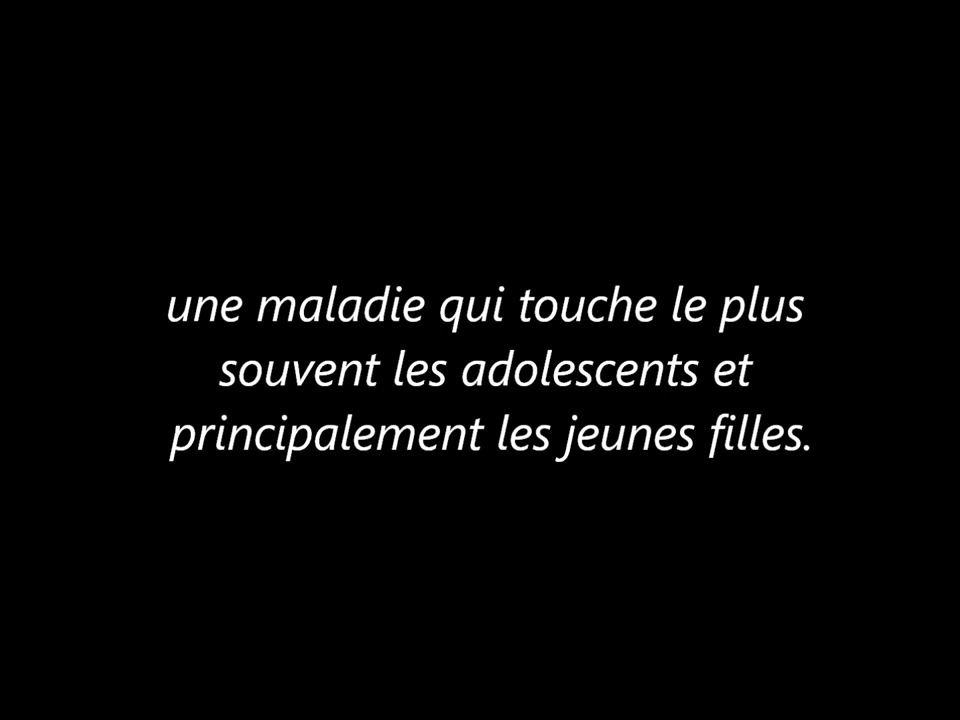 une maladie qui touche le plus
souvent les adolescents et
principalement les jeunes filles.